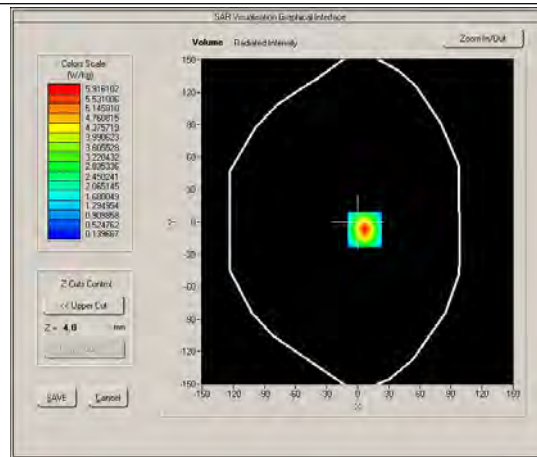 SAR Visualisation Graphical Interface
Volume Radiated Intensity
Zoom In/Out
Colors Scale
(W/kg)
5.916102
5.531006
5.145910
4.760815
4.375719
3.990623
3.605528
3.220432
2.835336
2.450241
2.065145
1.680049
1.294954
0.909858
0.524762
0.139667
Z Cuts Control
<< Upper Cut
Z = 4.0 mm
SAVE
Cancel
150
120
90
60
30
0
-30
-60
-90
-120
-150
Y
-150 -120 -90 -60 -30 0 30 60 90 120 150
X